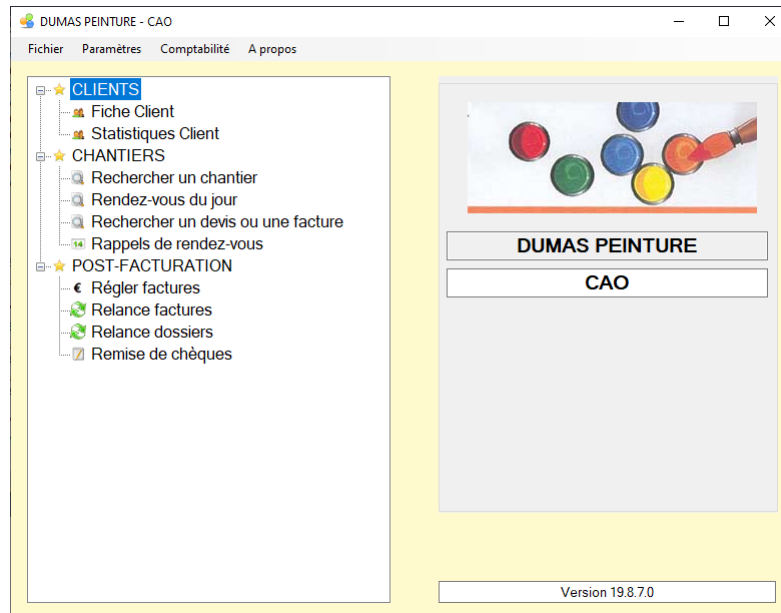 DUMAS PEINTURE - CAO
Fichier Paramètres Comptabilité A propos
CLIENTS
Fiche Client
Statistiques Client
CHANTIERS
Rechercher un chantier
Rendez-vous du jour
Rechercher un devis ou une facture
14 Rappels de rendez-vous
POST-FACTURATION
€ Régler factures
Relance factures
Relance dossiers
Remise de chèques
DUMAS PEINTURE
CAO
Version 19.8.7.0